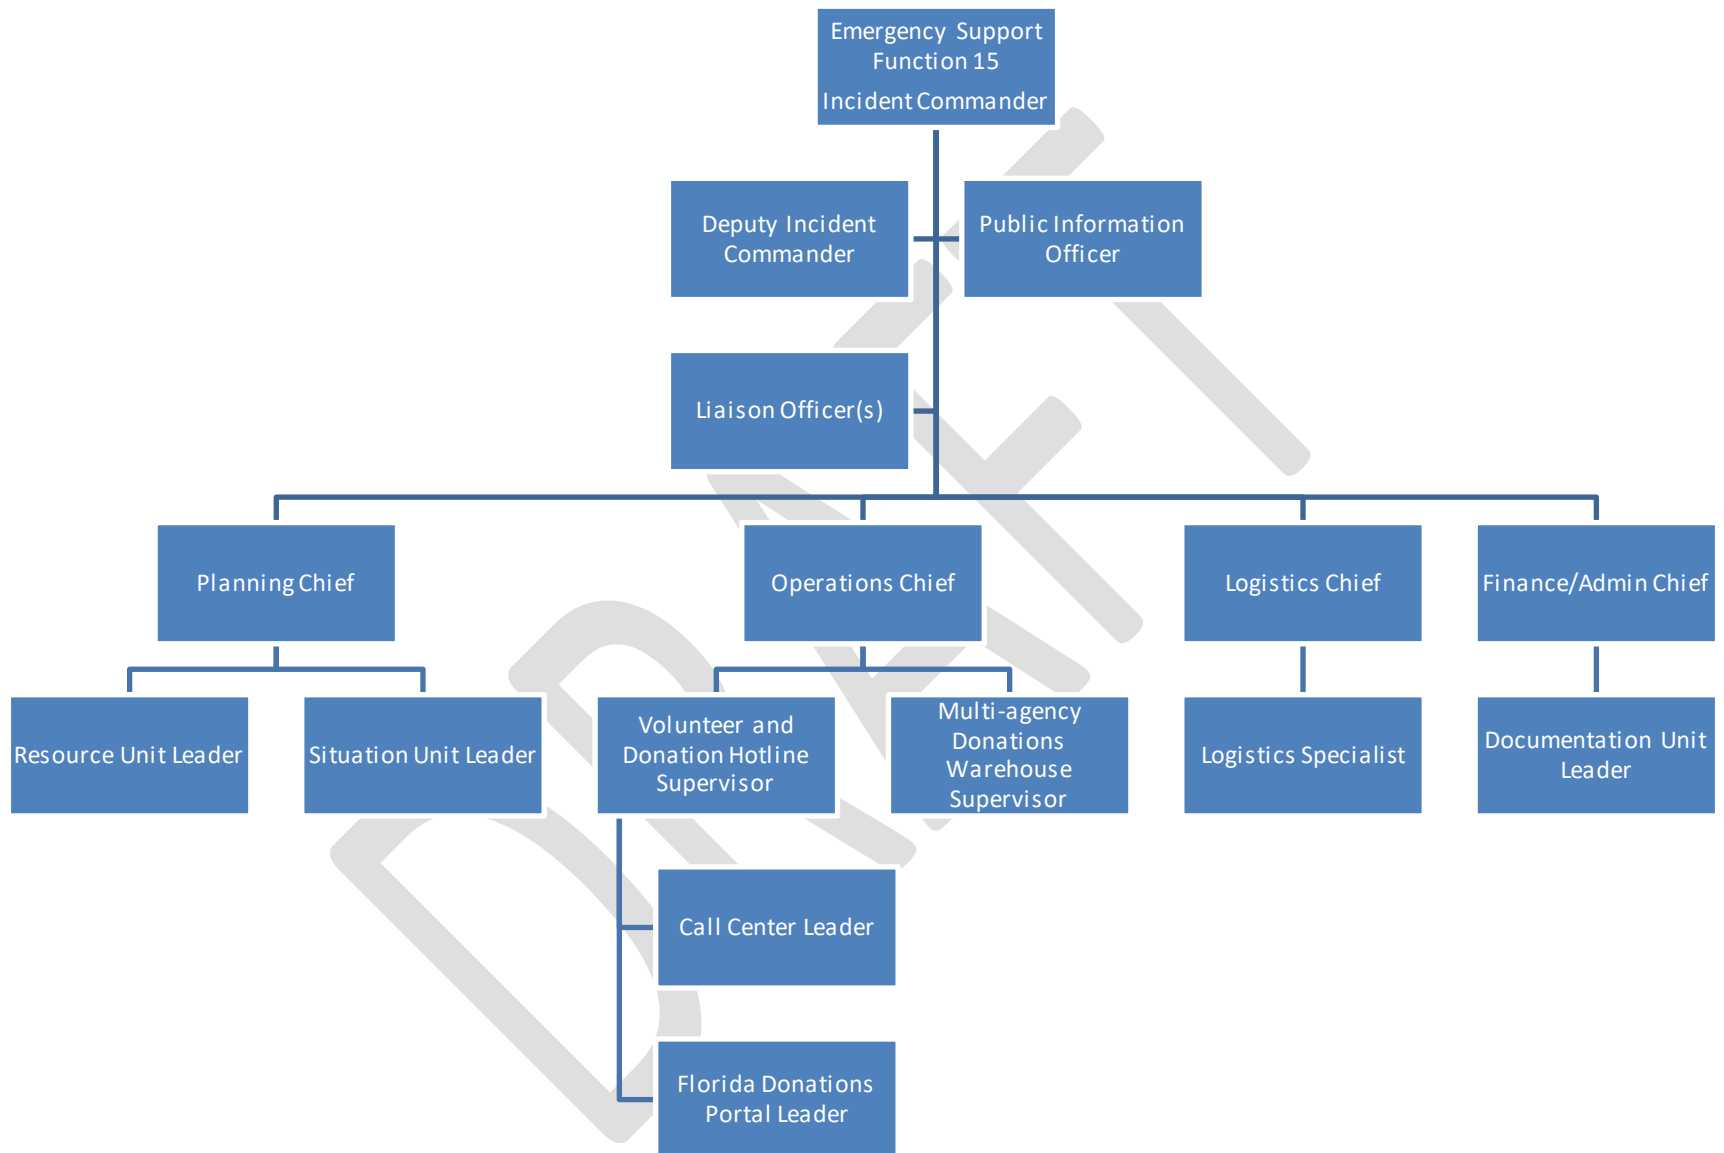 Emergency Support
Function 15
Incident Commander
Deputy Incident
Commander
Public Information
Officer
Liaison Officer(s)
Planning Chief
Operations Chief
Logistics Chief
Finance/Admin Chief
Resource Unit Leader
Situation Unit Leader
Volunteer and
Donation Hotline
Supervisor
Multi-agency
Donations
Warehouse
Supervisor
Logistics Specialist
Documentation Unit
Leader
Call Center Leader
Florida Donations
Portal Leader
DRAFT